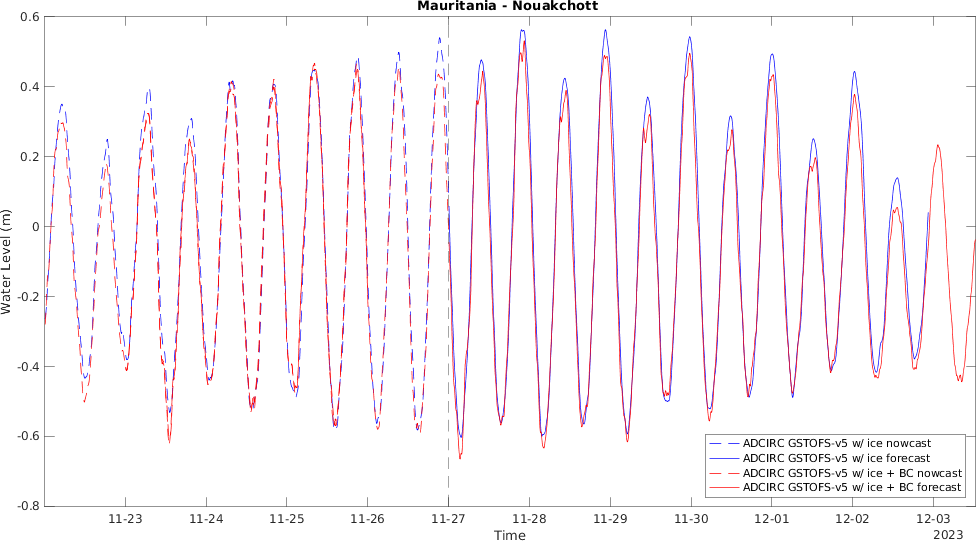 Mauritania - Nouakchott
0.6
0.4
0.2
0
-0.2
-0.4
-0.6
-0.8
Water Level (m)
11-23
11-24
11-25
11-26
11-27
11-28
11-29
11-30
12-01
12-02
12-03
Time
2023
ADCIRC GSTOFS-v5 w/ ice nowcast
ADCIRC GSTOFS-v5 w/ ice forecast
ADCIRC GSTOFS-v5 w/ ice + BC nowcast
ADCIRC GSTOFS-v5 w/ ice + BC forecast